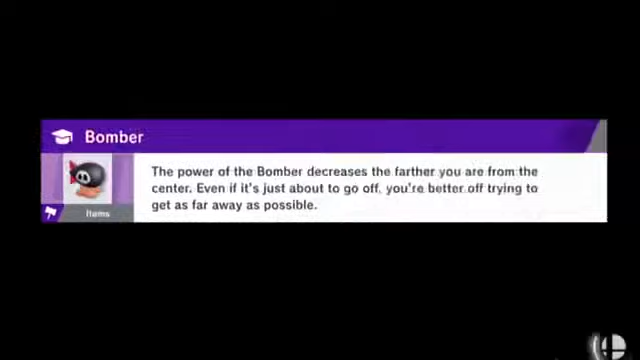 Bomber
The power of the Bomber decreases the farther you are from the
center. Even if it's just about to go off, you're better off trying to
get as far away as possible.
Items